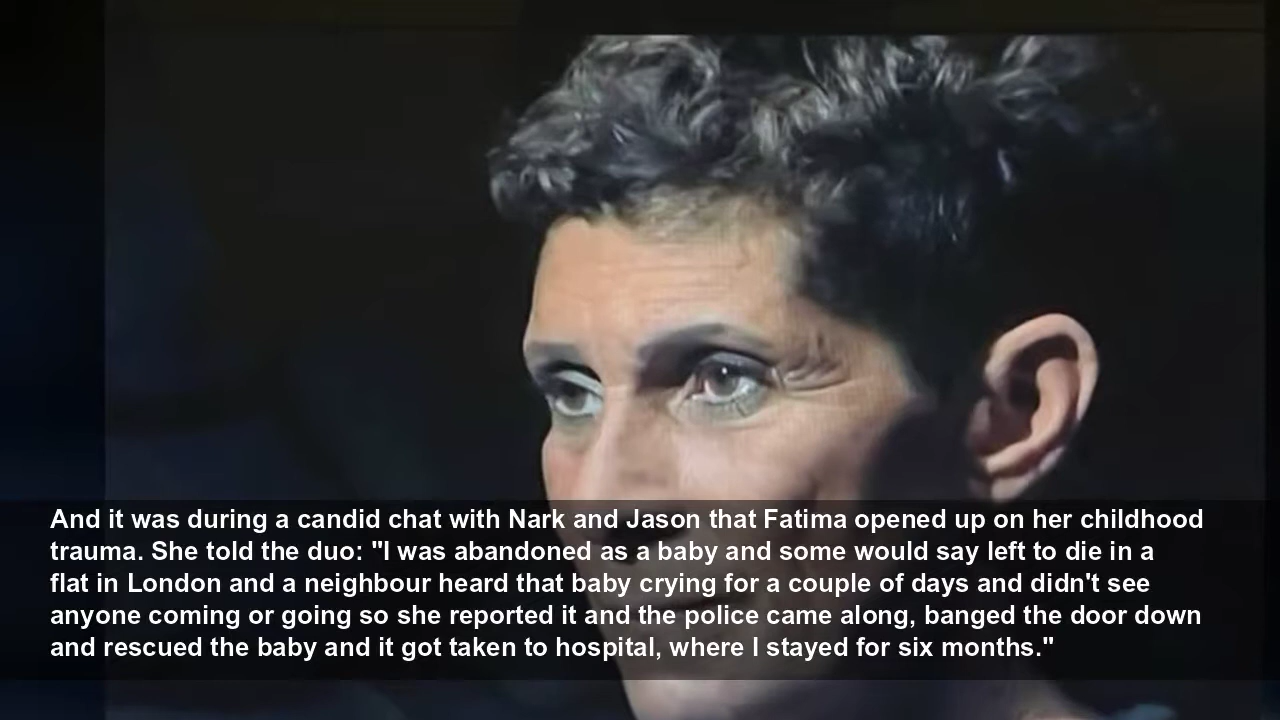 And it was during a candid chat with Nark and Jason that Fatima opened up on her childhood
trauma. She told the duo: "I was abandoned as a baby and some would say left to die in a
flat in London and a neighbour heard that baby crying for a couple of days and didn't see
anyone coming or going so she reported it and the police came along, banged the door down
and rescued the baby and it got taken to hospital, where I stayed for six months."